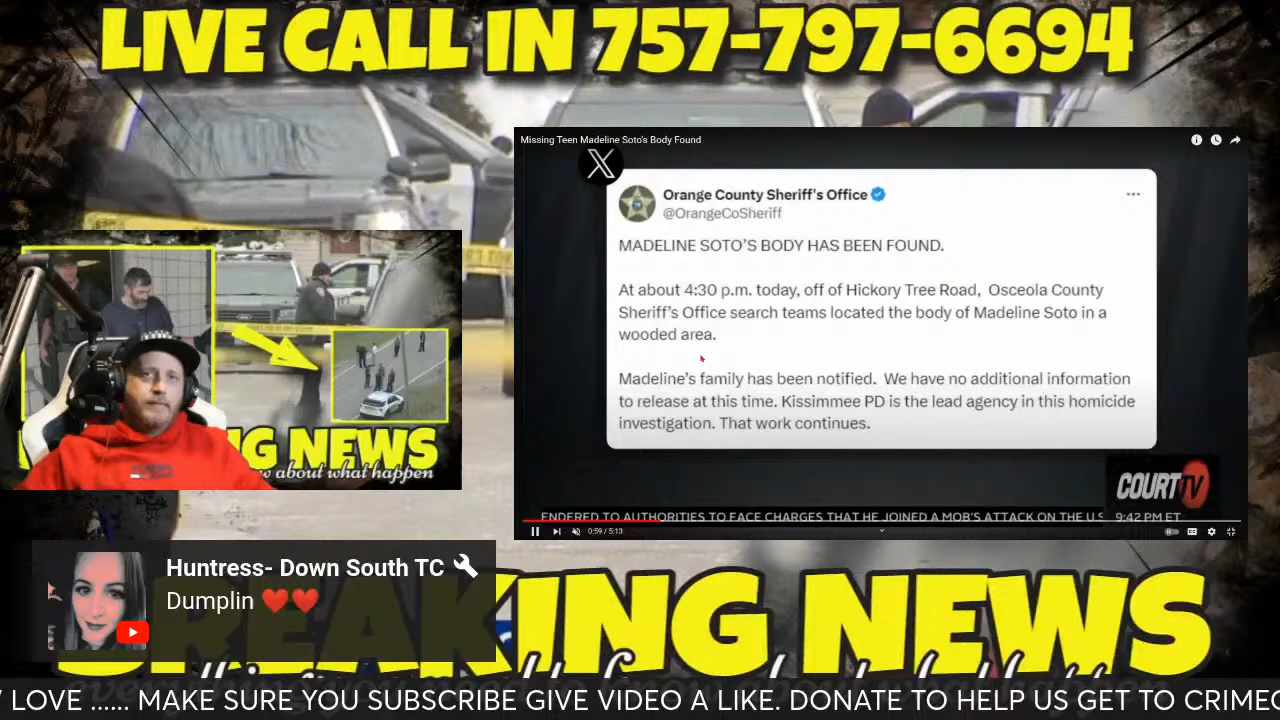 LIVE CALL IN 757-797-6694
Missing Teen Madeline Soto's Body Found
X
Orange County Sheriff's Office
@OrangeCoSheriff
MADELINE SOTO'S BODY HAS BEEN FOUND.
At about 4:30 p.m. today, off of Hickory Tree Road, Osceola County
Sheriff's Office search teams located the body of Madeline Soto in a
wooded area.
Madeline's family has been notified. We have no additional information
to release at this time. Kissimmee PD is the lead agency in this homicide
investigation. That work continues.
COURT TV
ENDERED TO AUTHORITIES TO FACE CHARGES THAT HE JOINED A MOB'S ATTACK ON THE U.S
9:42 PM ET
0:59 / 5:13
NG NEWS
about what happen
Huntress- Down South TC
Dumplin ❤️❤️
BREAKING NEWS
LOVE ...... MAKE SURE YOU SUBSCRIBE GIVE VIDEO A LIKE. DONATE TO HELP US GET TO CRIMEC